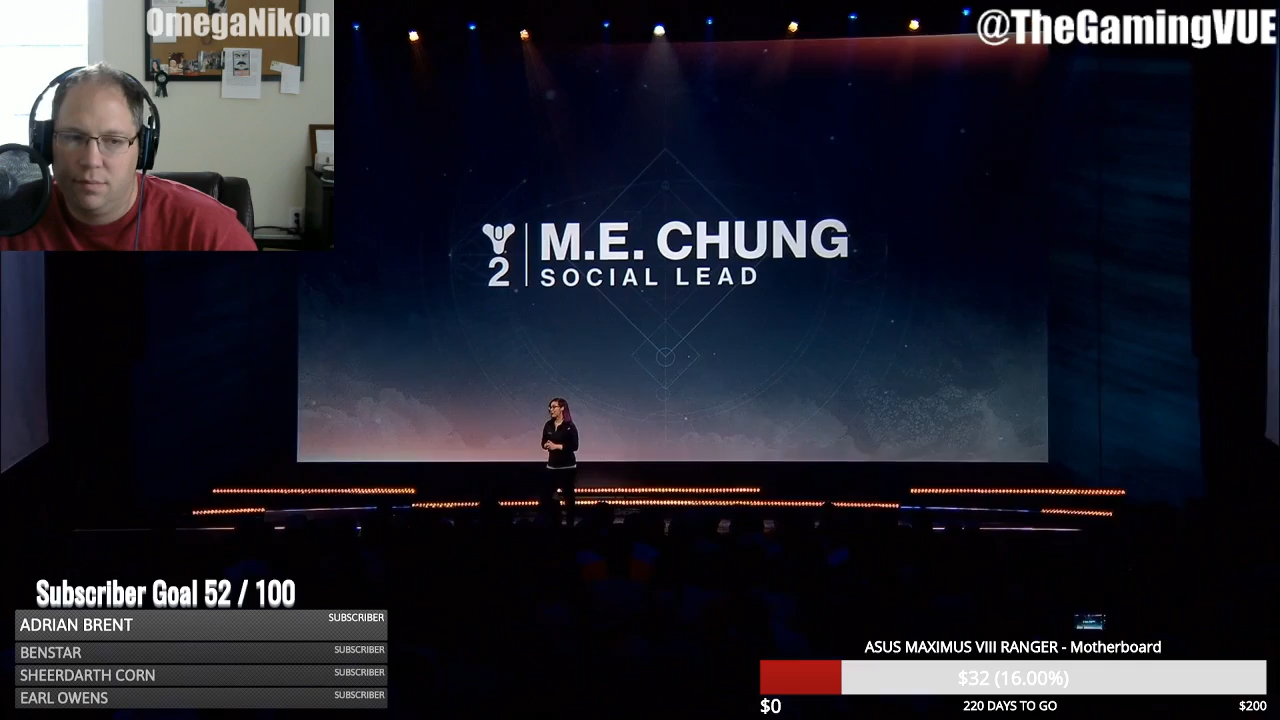 OmegaNikon
@TheGamingVUE
2
M.E. CHUNG
SOCIAL LEAD
Subscriber Goal 52 / 100
ADRIAN BRENT SUBSCRIBER
BENSTAR SUBSCRIBER
SHEERDARTH CORN SUBSCRIBER
EARL OWENS SUBSCRIBER
ASUS MAXIMUS VIII RANGER - Motherboard
$32 (16.00%)
$0 220 DAYS TO GO $200